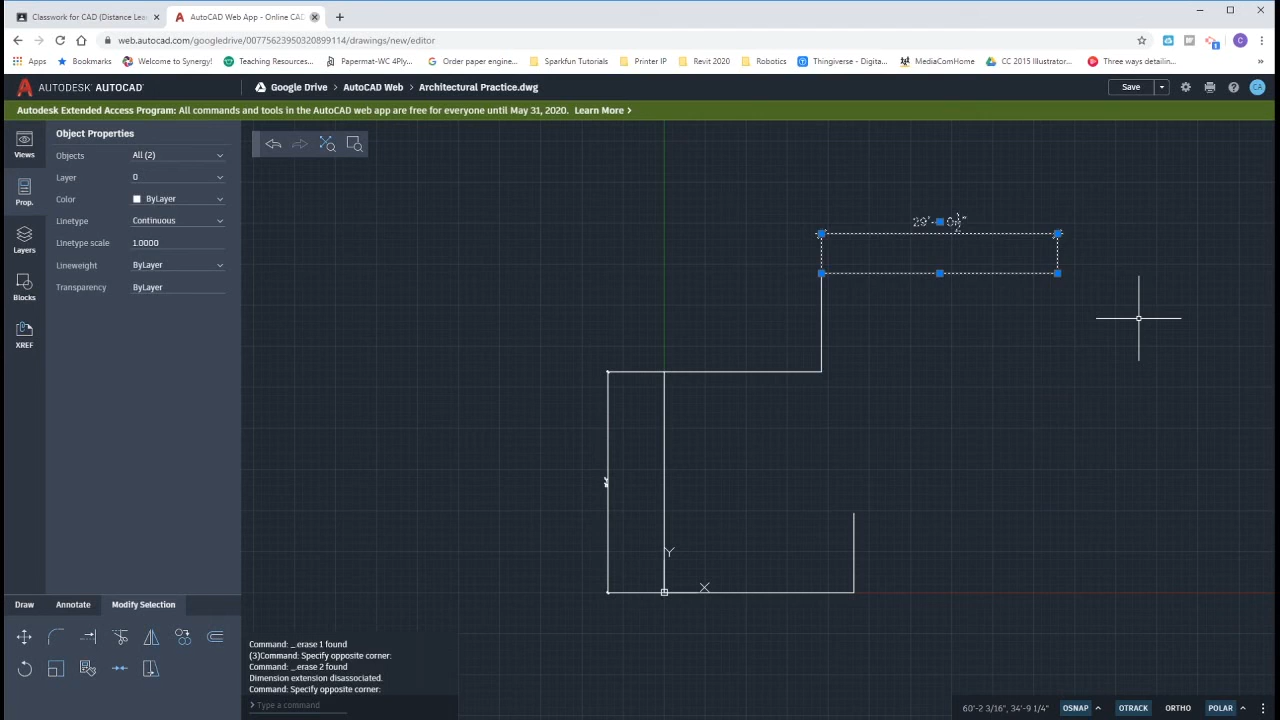 Classwork for CAD (Distance Lea
AutoCAD Web App - Online CAD
web.autocad.com/googledrive/00775623950320899114/drawings/new/editor
Apps Bookmarks Welcome to Synergy! Teaching Resources... Papermat-WC 4Ply... Order paper engine... Sparkfun Tutorials Printer IP Revit 2020 Robotics Thingiverse - Digita... MediaComHome CC 2015 Illustrator... Three ways detailin...
AUTODESK® AUTOCAD® Google Drive > AutoCAD Web > Architectural Practice.dwg Save CA
Autodesk Extended Access Program: All commands and tools in the AutoCAD web app are free for everyone until May 31, 2020. Learn More >
Views
Prop.
Layers
Blocks
XREF
Object Properties
Objects All (2)
Layer 0
Color ByLayer
Linetype Continuous
Linetype scale 1.0000
Lineweight ByLayer
Transparency ByLayer
Y
X
Draw Annotate Modify Selection
Command: _.erase 1 found
(3)Command: Specify opposite corner:
Command: _.erase 2 found
Dimension extension disassociated.
Command: Specify opposite corner:
Type a command
60'-2 3/16", 34'-9 1/4" OSNAP OTRACK ORTHO POLAR